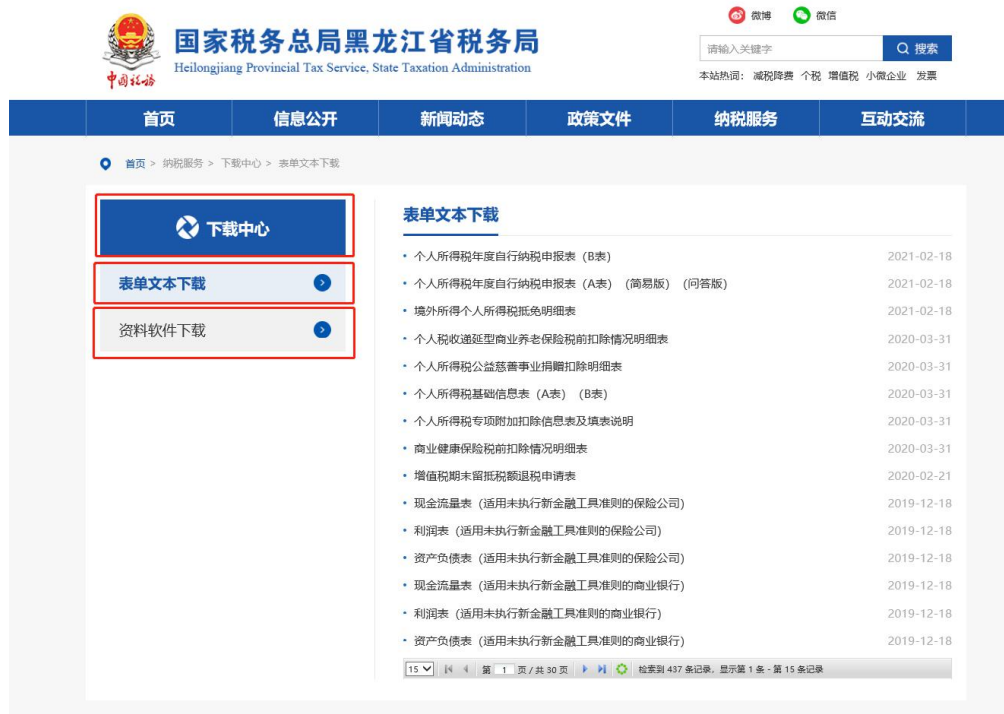 微博 微信
国家税务总局黑龙江省税务局
Heilongjiang Provincial Tax Service, State Taxation Administration
中国税务
请输入关键字 搜索
本站热词: 减税降费 个税 增值税 小微企业 发票
首页 信息公开 新闻动态 政策文件 纳税服务 互动交流
首页 > 纳税服务 > 下载中心 > 表单文本下载
下载中心
表单文本下载
资料软件下载
表单文本下载
• 个人所得税年度自行纳税申报表（B表） 2021-02-18
• 个人所得税年度自行纳税申报表（A表）（简易版）（问答版） 2021-02-18
• 境外所得个人所得税抵免明细表 2021-02-18
• 个人税收递延型商业养老保险税前扣除情况明细表 2020-03-31
• 个人所得税公益慈善事业捐赠扣除明细表 2020-03-31
• 个人所得税基础信息表（A表）（B表） 2020-03-31
• 个人所得税专项附加扣除信息表及填表说明 2020-03-31
• 商业健康保险税前扣除情况明细表 2020-03-31
• 增值税期末留抵税额退税申请表 2020-02-21
• 现金流量表（适用未执行新金融工具准则的保险公司) 2019-12-18
• 利润表（适用未执行新金融工具准则的保险公司) 2019-12-18
• 资产负债表（适用未执行新金融工具准则的保险公司) 2019-12-18
• 现金流量表（适用未执行新金融工具准则的商业银行) 2019-12-18
• 利润表（适用未执行新金融工具准则的商业银行) 2019-12-18
• 资产负债表（适用未执行新金融工具准则的商业银行) 2019-12-18
15 第 1 页 / 共 30 页 检索到 437 条记录, 显示第 1 条 - 第 15 条记录